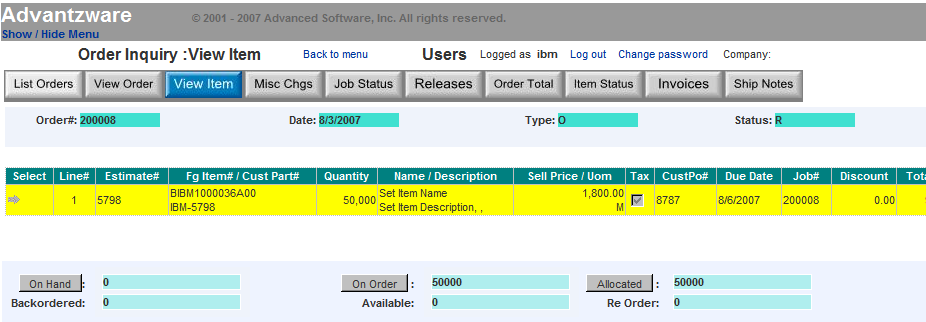 Advantzware © 2001 - 2007 Advanced Software, Inc. All rights reserved.
Show / Hide Menu
Order Inquiry :View Item Back to menu Users Logged as ibm Log out Change password Company:
List Orders View Order View Item Misc Chgs Job Status Releases Order Total Item Status Invoices Ship Notes
Order#: 200008 Date: 8/3/2007 Type: O Status: R
Select Line# Estimate# Fg Item# / Cust Part# Quantity Name / Description Sell Price / Uom Tax CustPo# Due Date Job# Discount Tota
1 5798 BIBM1000036A00 50,000 Set Item Name 1,800.00 8787 8/6/2007 200008 0.00
IBM-5798 Set Item Description, , M
On Hand : 0 On Order : 50000 Allocated : 50000
Backordered: 0 Available: 0 Re Order: 0